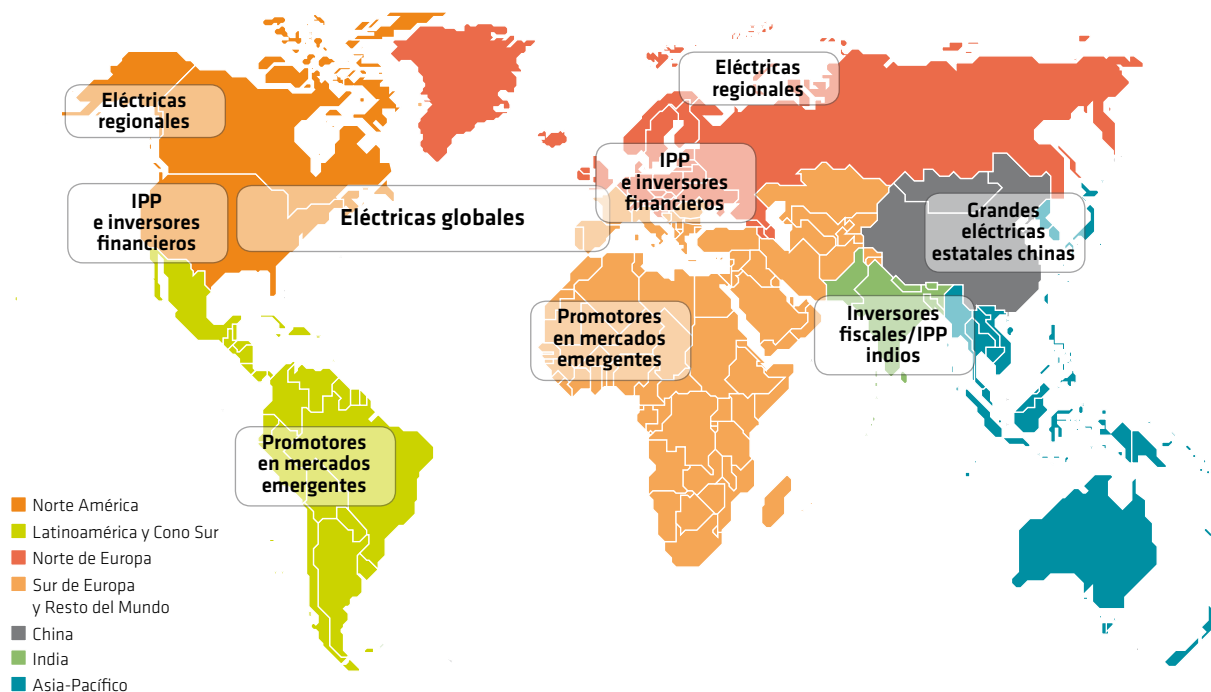 Eléctricas
regionales
Eléctricas
regionales
IPP
e inversores
financieros
Eléctricas globales
IPP
e inversores
financieros
Grandes
eléctricas
estatales chinas
Promotores
en mercados
emergentes
Inversores
fiscales/IPP
indios
Promotores
en mercados
emergentes
Norte América
Latinoamérica y Cono Sur
Norte de Europa
Sur de Europa
y Resto del Mundo
China
India
Asia-Pacífico